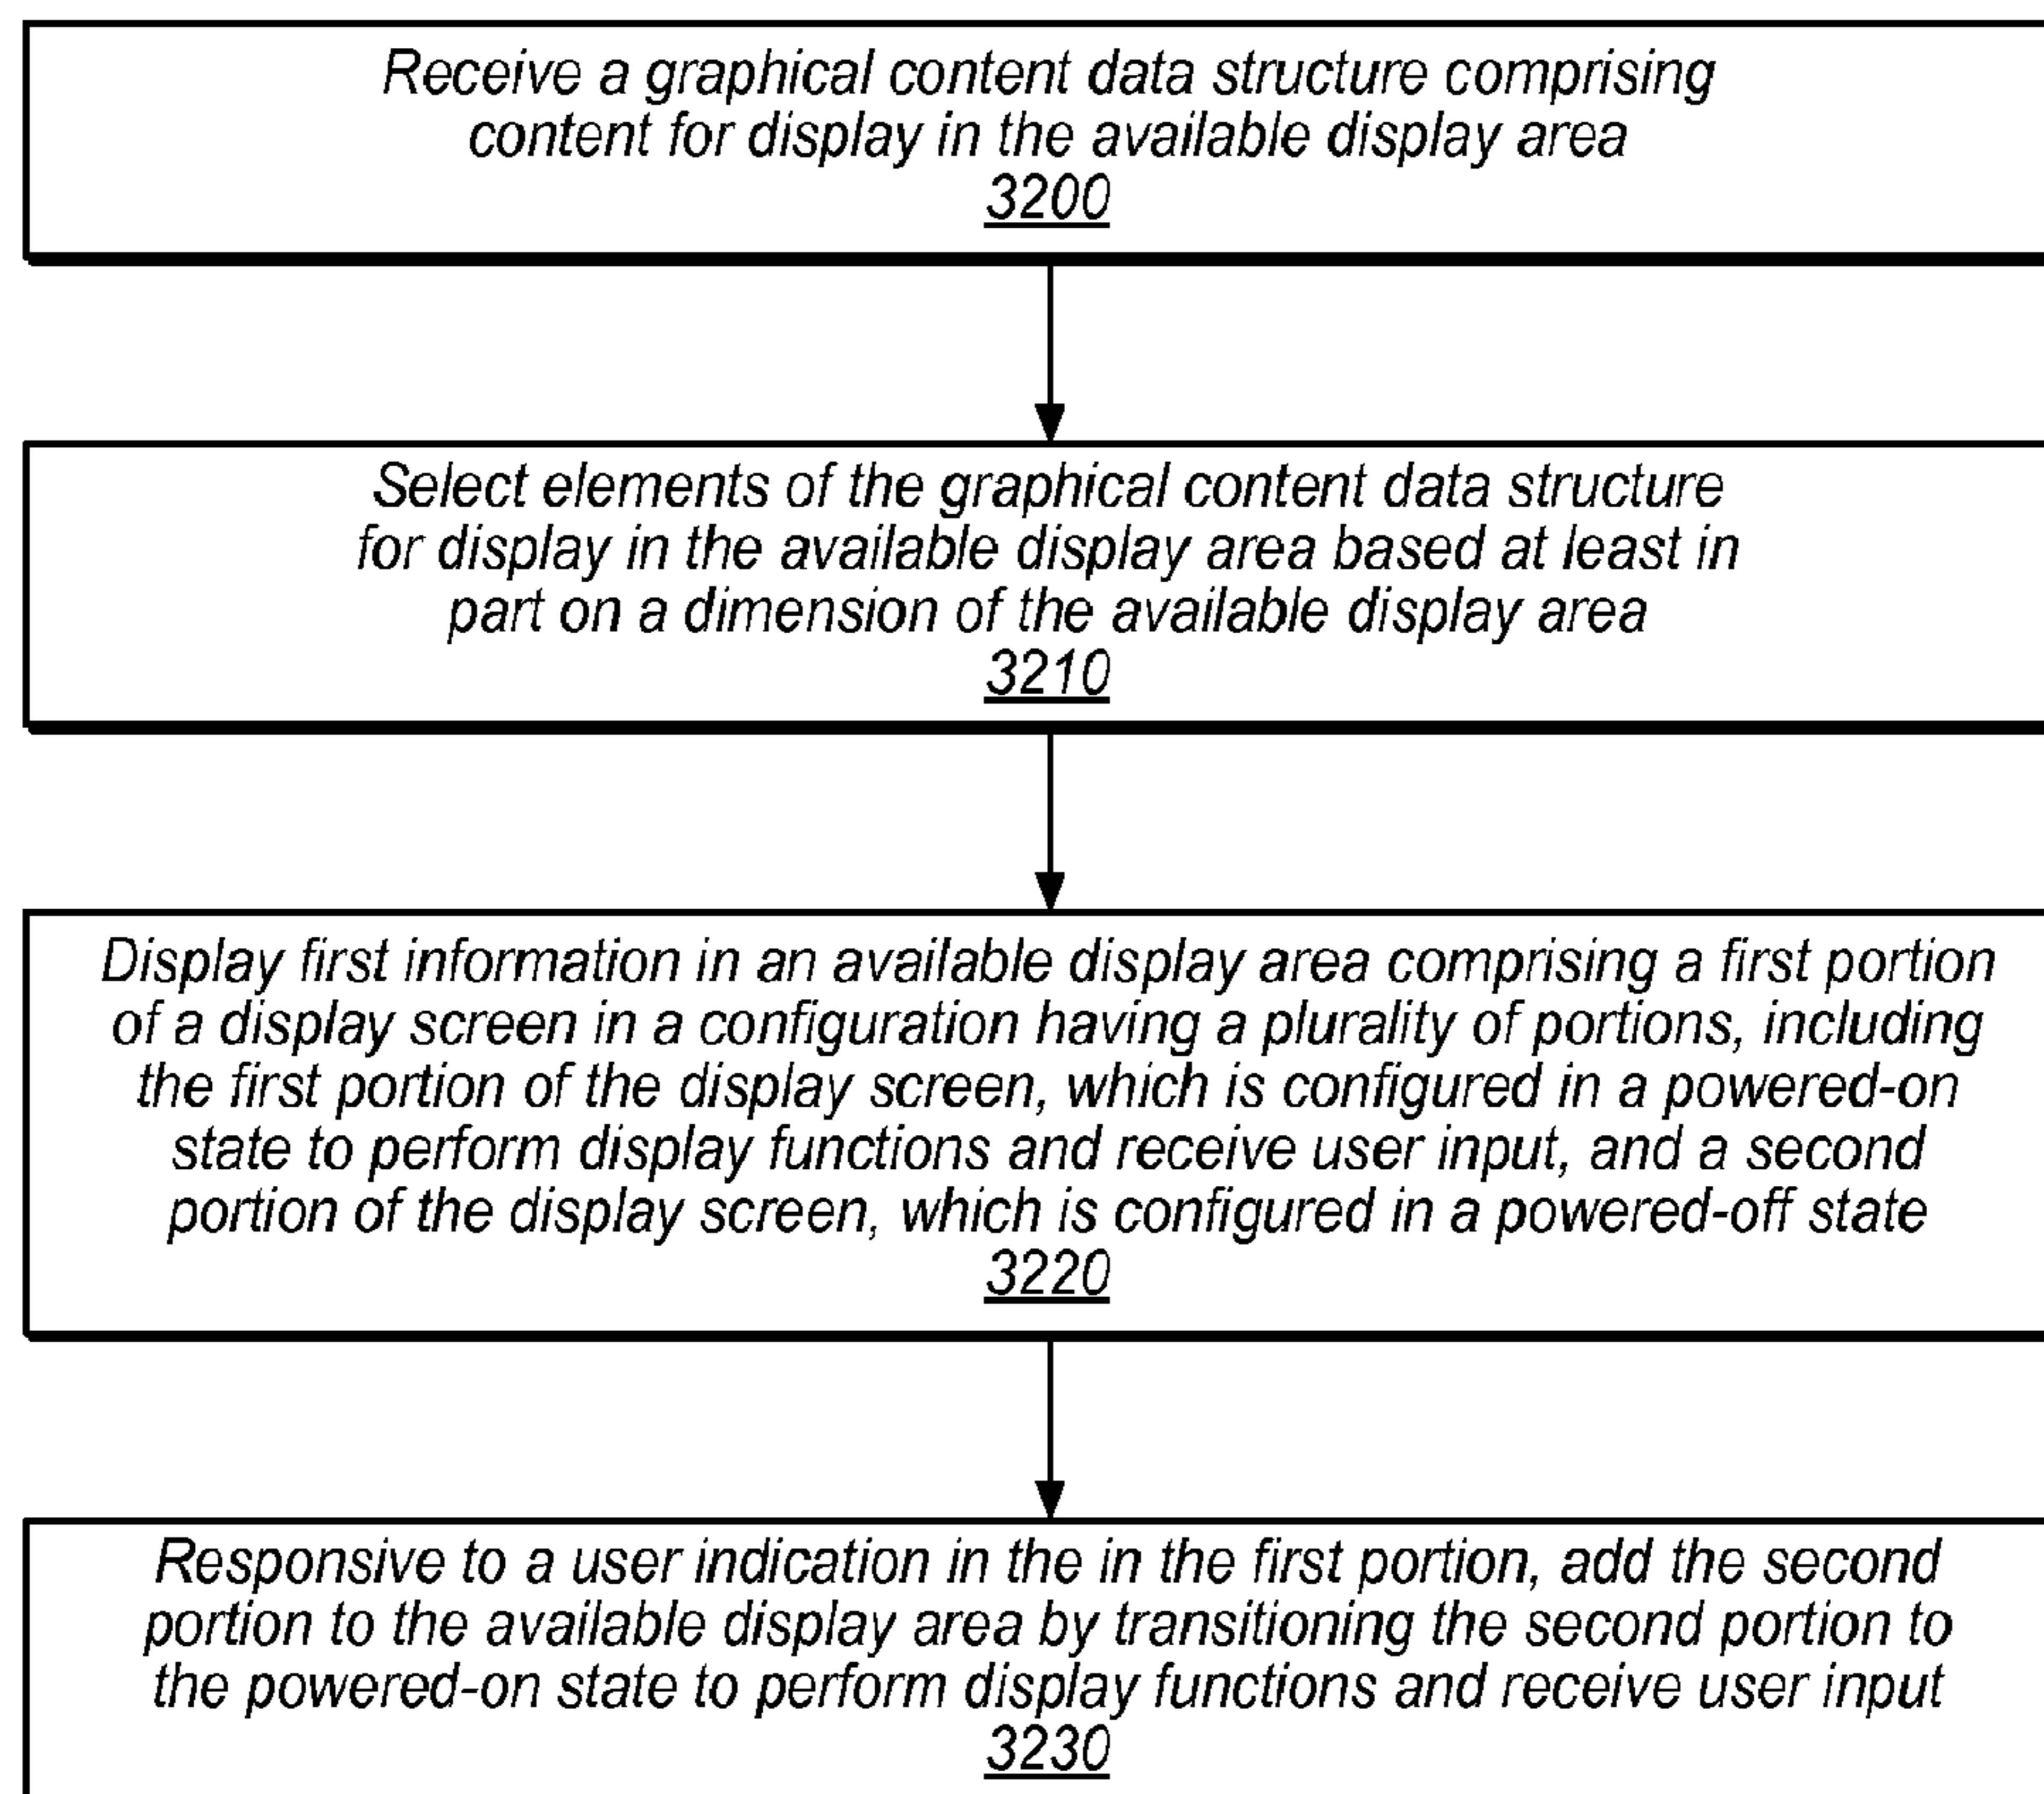 Receive a graphical content data structure comprising
content for display in the available display area
3200
Select elements of the graphical content data structure
for display in the available display area based at least in
part on a dimension of the available display area
3210
Display first information in an available display area comprising a first portion
of a display screen in a configuration having a plurality of portions, including
the first portion of the display screen, which is configured in a powered-on
state to perform display functions and receive user input, and a second
portion of the display screen, which is configured in a powered-off state
3220
Responsive to a user indication in the in the first portion, add the second
portion to the available display area by transitioning the second portion to
the powered-on state to perform display functions and receive user input
3230